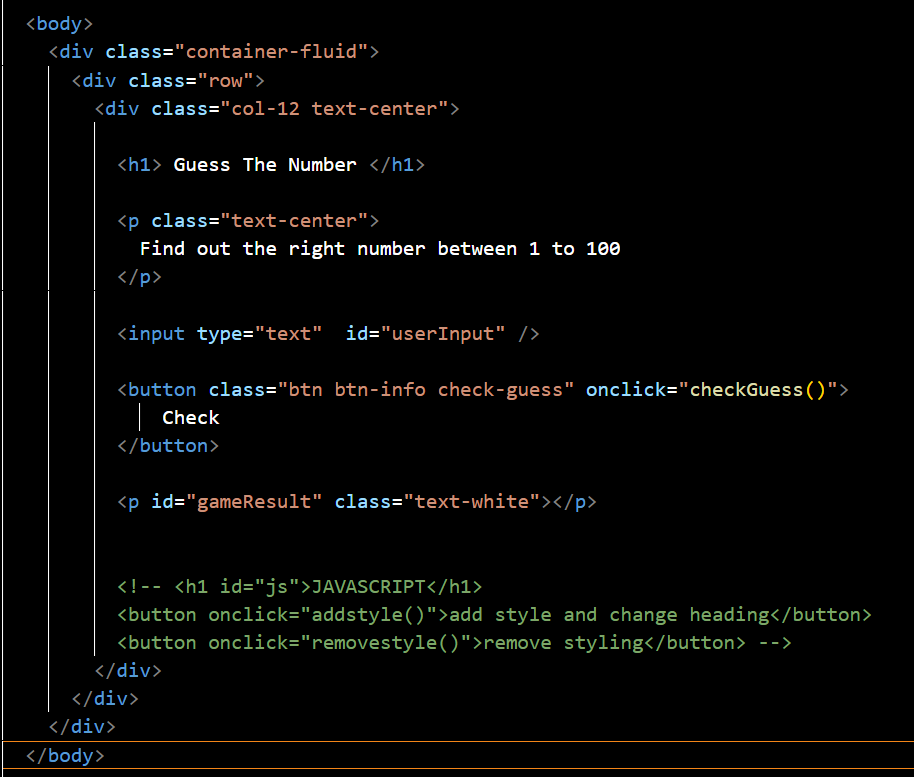 <body>
<div class="container-fluid">
<div class="row">
<div class="col-12 text-center">
<h1> Guess The Number </h1>
<p class="text-center">
Find out the right number between 1 to 100
</p>
<input type="text"  id="userInput" />
<button class="btn btn-info check-guess" onclick="checkGuess()">
Check
</button>
<p id="gameResult" class="text-white"></p>
<!-- <h1 id="js">JAVASCRIPT</h1>
<button onclick="addstyle()">add style and change heading</button>
<button onclick="removestyle()">remove styling</button> -->
</div>
</div>
</div>
</body>